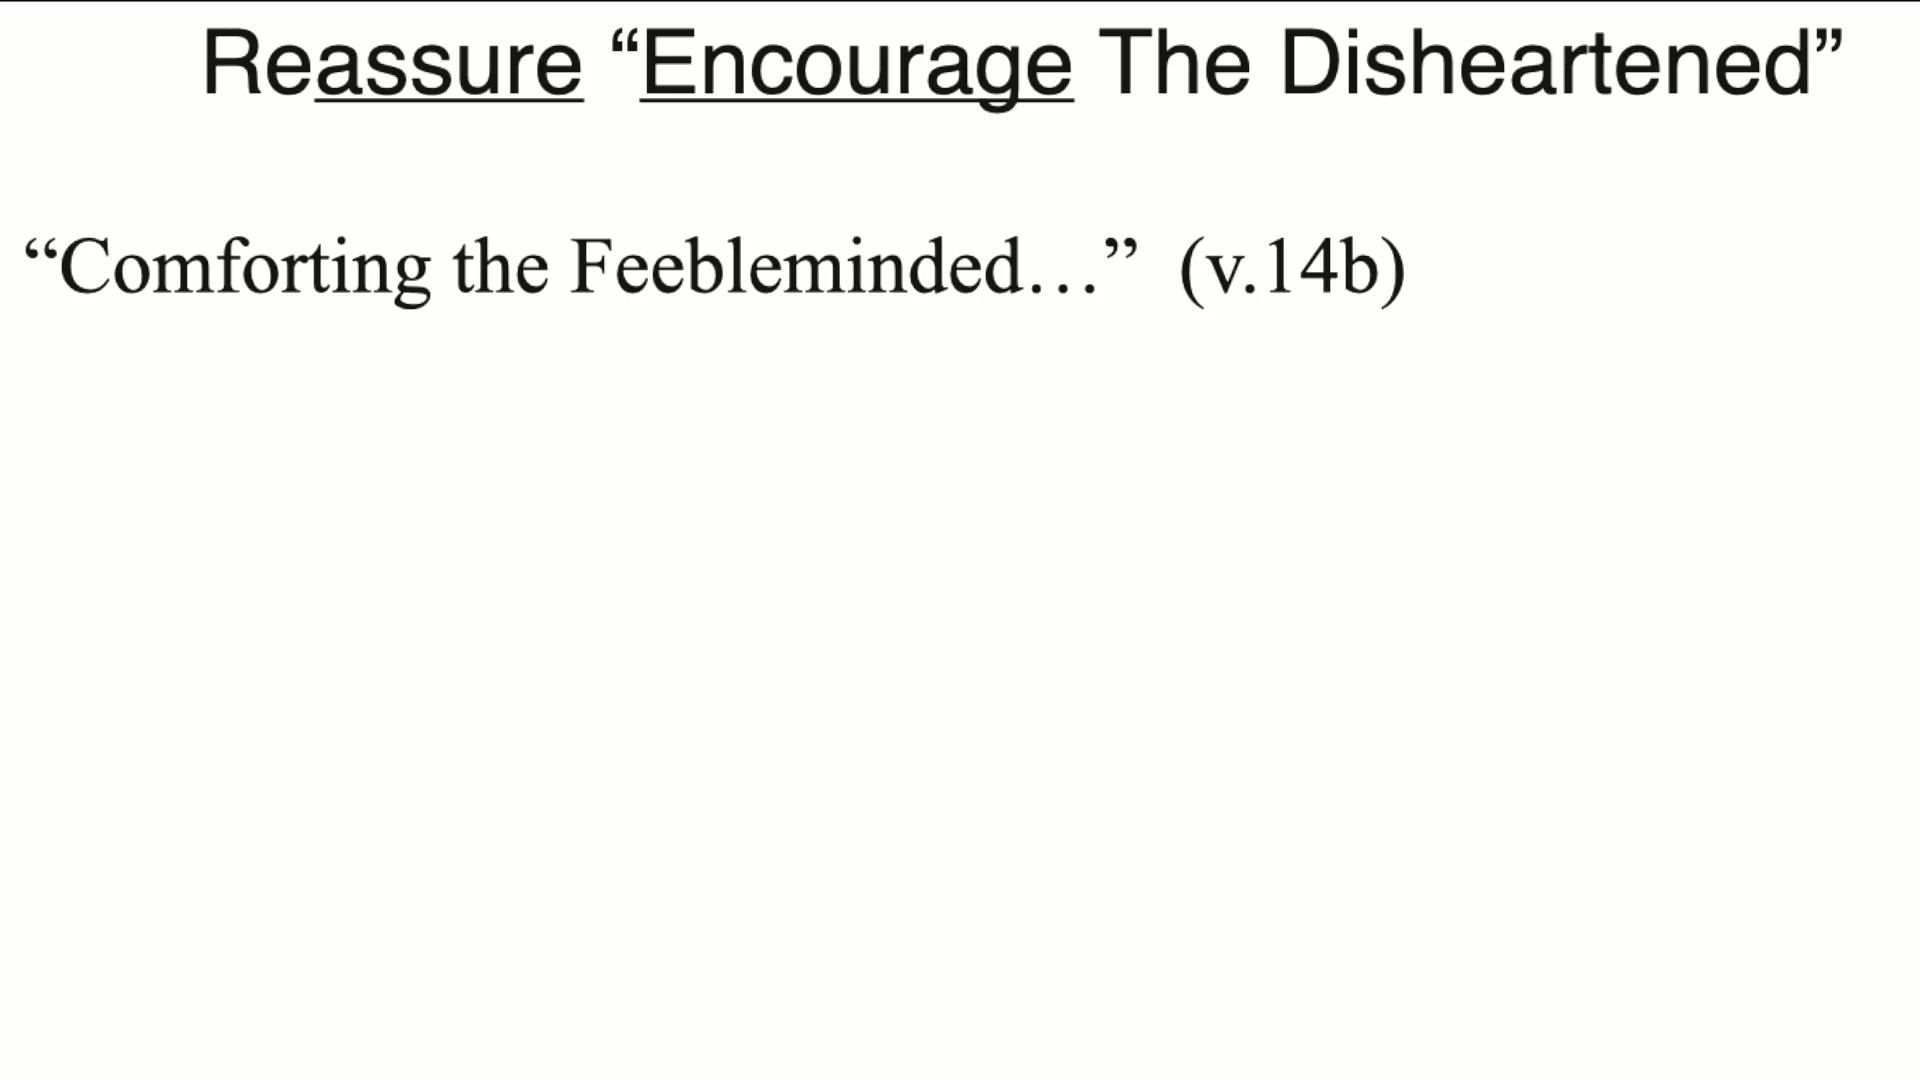 Reassure “Encourage The Disheartened”
“Comforting the Feebleminded…” (v.14b)